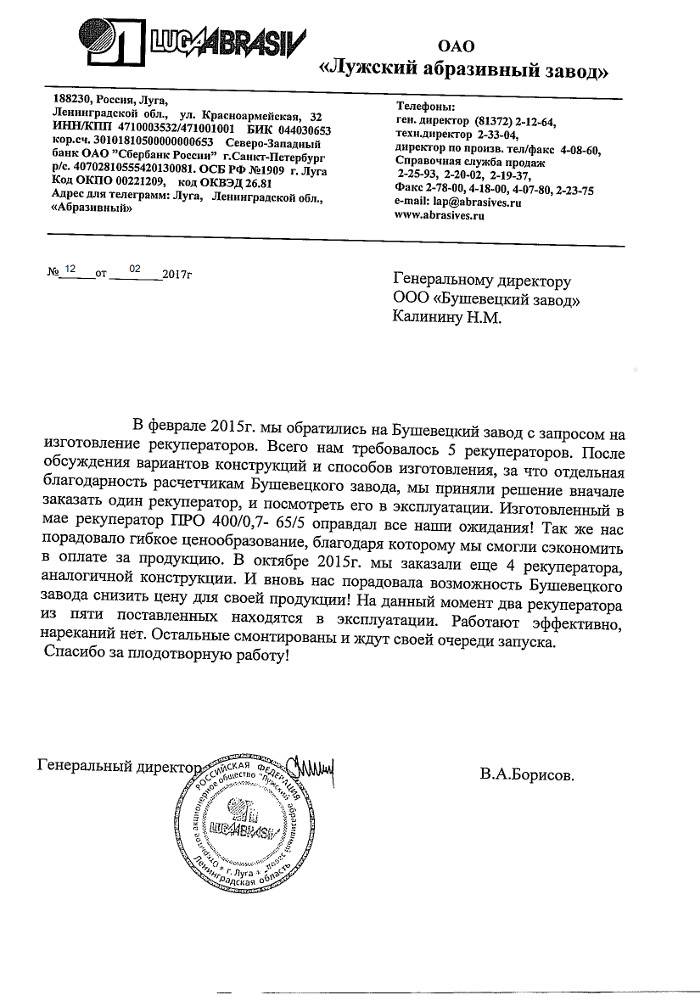 LUGAABRASIV
ОАО
«Лужский абразивный завод»
188230, Россия, Луга,
Ленинградской обл., ул. Красноармейская, 32
ИНН/КПП 4710003532/471001001 БИК 044030653
кор.сч. 30101810500000000653 Северо-Западный
банк ОАО "Сбербанк России" г.Санкт-Петербург
р/с. 40702810555420130081. ОСБ РФ №1909 г. Луга
Код ОКПО 00221209, код ОКВЭД 26.81
Адрес для телеграмм: Луга, Ленинградской обл.,
«Абразивный»
Телефоны:
ген. директор (81372) 2-12-64,
техн.директор 2-33-04,
директор по произв. тел/факс 4-08-60,
Справочная служба продаж
2-25-93, 2-20-02, 2-19-37,
Факс 2-78-00, 4-18-00, 4-07-80, 2-23-75
e-mail: lap@abrasives.ru
www.abrasives.ru
№ 12 от 02 2017г
Генеральному директору
ООО «Бушевецкий завод»
Калинину Н.М.
В феврале 2015г. мы обратились на Бушевецкий завод с запросом на
изготовление рекуператоров. Всего нам требовалось 5 рекуператоров. После
обсуждения вариантов конструкций и способов изготовления, за что отдельная
благодарность расчетчикам Бушевецкого завода, мы приняли решение вначале
заказать один рекуператор, и посмотреть его в эксплуатации. Изготовленный в
мае рекуператор ПРО 400/0,7- 65/5 оправдал все наши ожидания! Так же нас
порадовало гибкое ценообразование, благодаря которому мы смогли сэкономить
в оплате за продукцию. В октябре 2015г. мы заказали еще 4 рекуператора,
аналогичной конструкции. И вновь нас порадовала возможность Бушевецкого
завода снизить цену для своей продукции! На данный момент два рекуператора
из пяти поставленных находятся в эксплуатации. Работают эффективно,
нареканий нет. Остальные смонтированы и ждут своей очереди запуска.
Спасибо за плодотворную работу!
Генеральный директор
В.А.Борисов.
РОССИЙСКАЯ ФЕДЕРАЦИЯ
Открытое акционерное общество "Лужский абразивный завод"
LUGAABRASIV
г. Луга
Ленинградская область